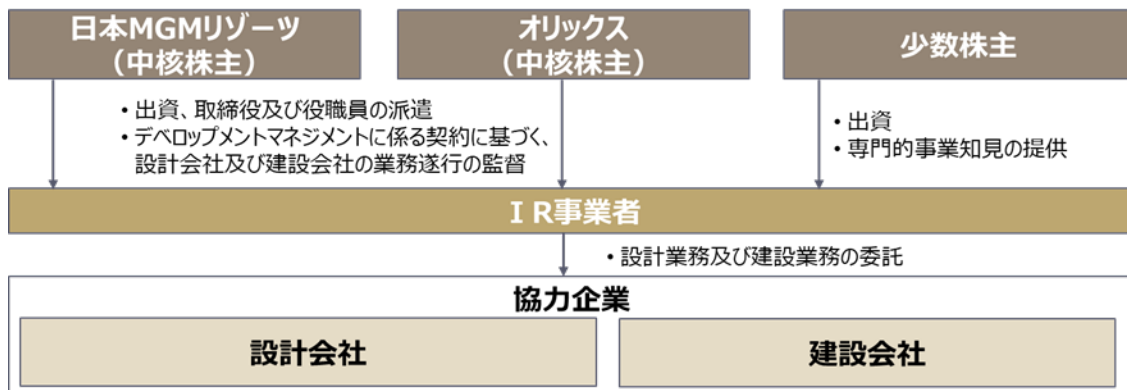 日本MGMリゾーツ
（中核株主）
オリックス
（中核株主）
少数株主
• 出資、取締役及び役職員の派遣
• デベロップメントマネジメントに係る契約に基づく、
設計会社及び建設会社の業務遂行の監督
• 出資
• 専門的事業知見の提供
ＩＲ事業者
• 設計業務及び建設業務の委託
協力企業
設計会社
建設会社